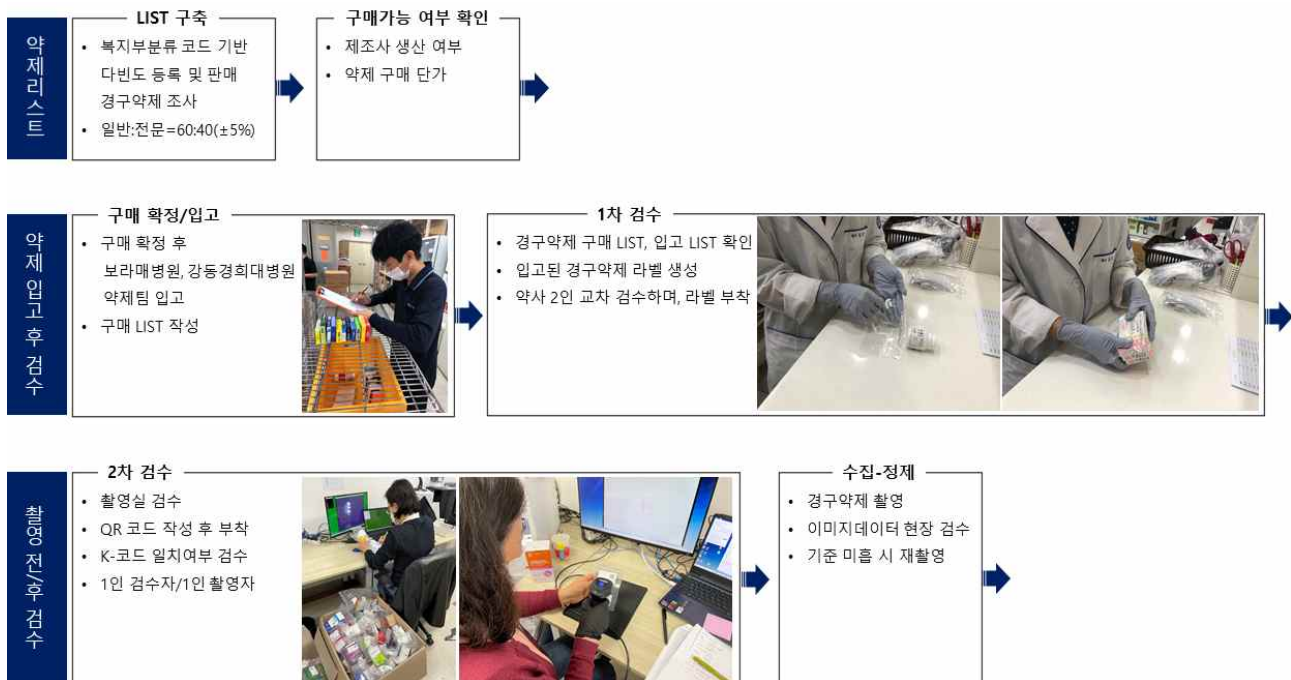 약제리스트
LIST 구축
• 복지부분류 코드 기반
다빈도 등록 및 판매
경구약제 조사
• 일반:전문=60:40(±5%)
구매가능 여부 확인
• 제조사 생산 여부
• 약제 구매 단가
약제 입고 후 검수
구매 확정/입고
• 구매 확정 후
보라매병원,강동경희대병원
약제팀 입고
• 구매 LIST 작성
1차 검수
• 경구약제 구매 LIST, 입고 LIST 확인
• 입고된 경구약제 라벨 생성
• 약사 2인 교차 검수하며, 라벨 부착
촬영 전/후 검수
2차 검수
• 촬영실 검수
• QR 코드 작성 후 부착
• K-코드 일치여부 검수
• 1인 검수자/1인 촬영자
수집-정제
• 경구약제 촬영
• 이미지데이터 현장 검수
• 기준 미흡 시 재촬영